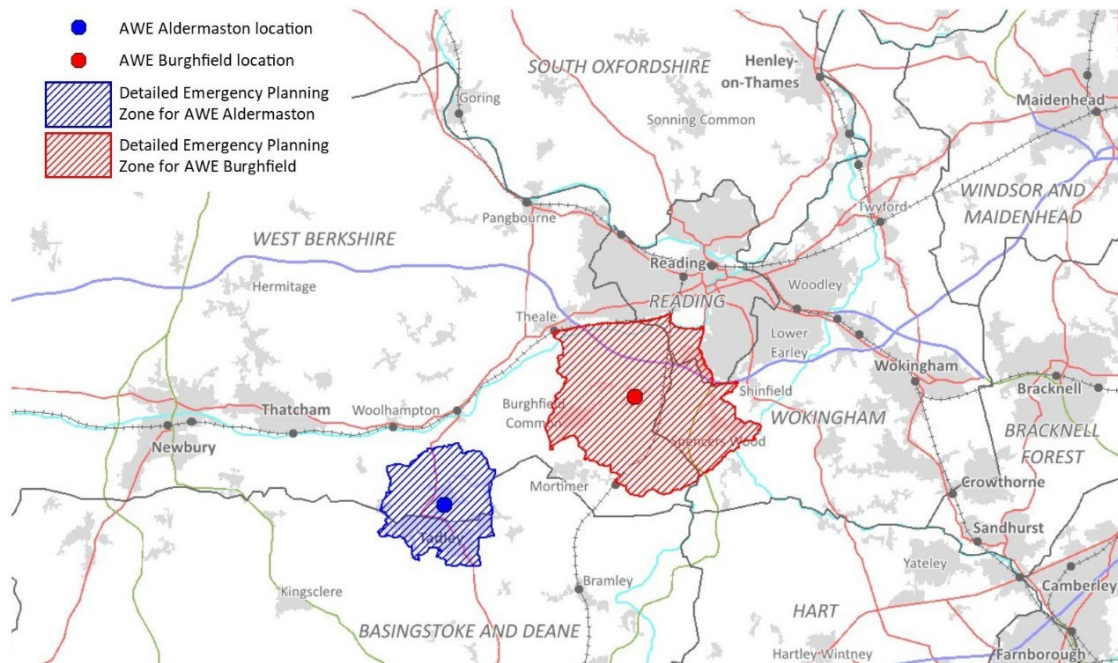 AWE Aldermaston location
AWE Burghfield location
Detailed Emergency Planning
Zone for AWE Aldermaston
Detailed Emergency Planning
Zone for AWE Burghfield
SOUTH OXFORDSHIRE
Henley-
on-Thames
Maidenhead
Goring
Sonning Common
WINDSOR AND
MAIDENHEAD
Twyford
Pangbourne
WEST BERKSHIRE
Hermitage
Reading
READING
Woodley
Theale
Lower
Earley
Wokingham
Bracknell
Shinfield
Thatcham
Woolhampton
Burghfield
Common
WOKINGHAM
BRACKNELL
FOREST
Newbury
Spencers Wood
Mortimer
Crowthorne
Sandhurst
Tadley
Yateley
Camberley
Kingsclere
Bramley
HART
BASINGSTOKE AND DEANE
Hartley Wintney
Farnborough